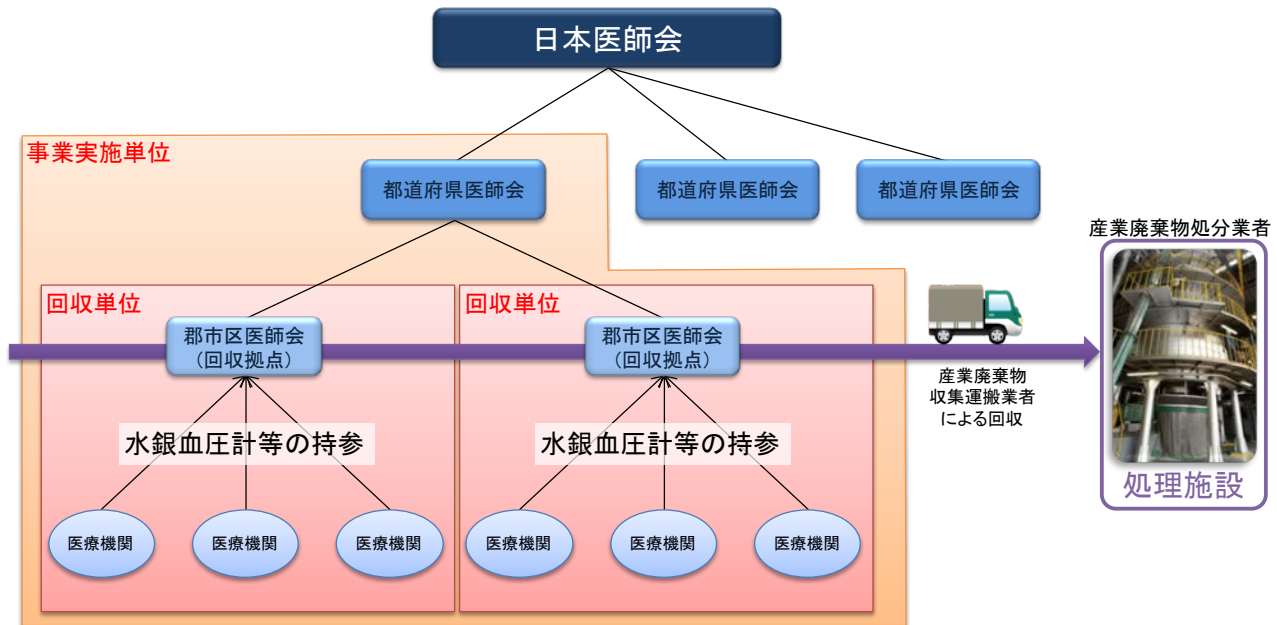 日本医師会
事業実施単位
都道府県医師会
都道府県医師会
都道府県医師会
産業廃棄物処分業者
回収単位
回収単位
郡市区医師会
(回収拠点)
郡市区医師会
(回収拠点)
産業廃棄物
収集運搬業者
による回収
水銀血圧計等の持参
水銀血圧計等の持参
処理施設
医療機関
医療機関
医療機関
医療機関
医療機関
医療機関